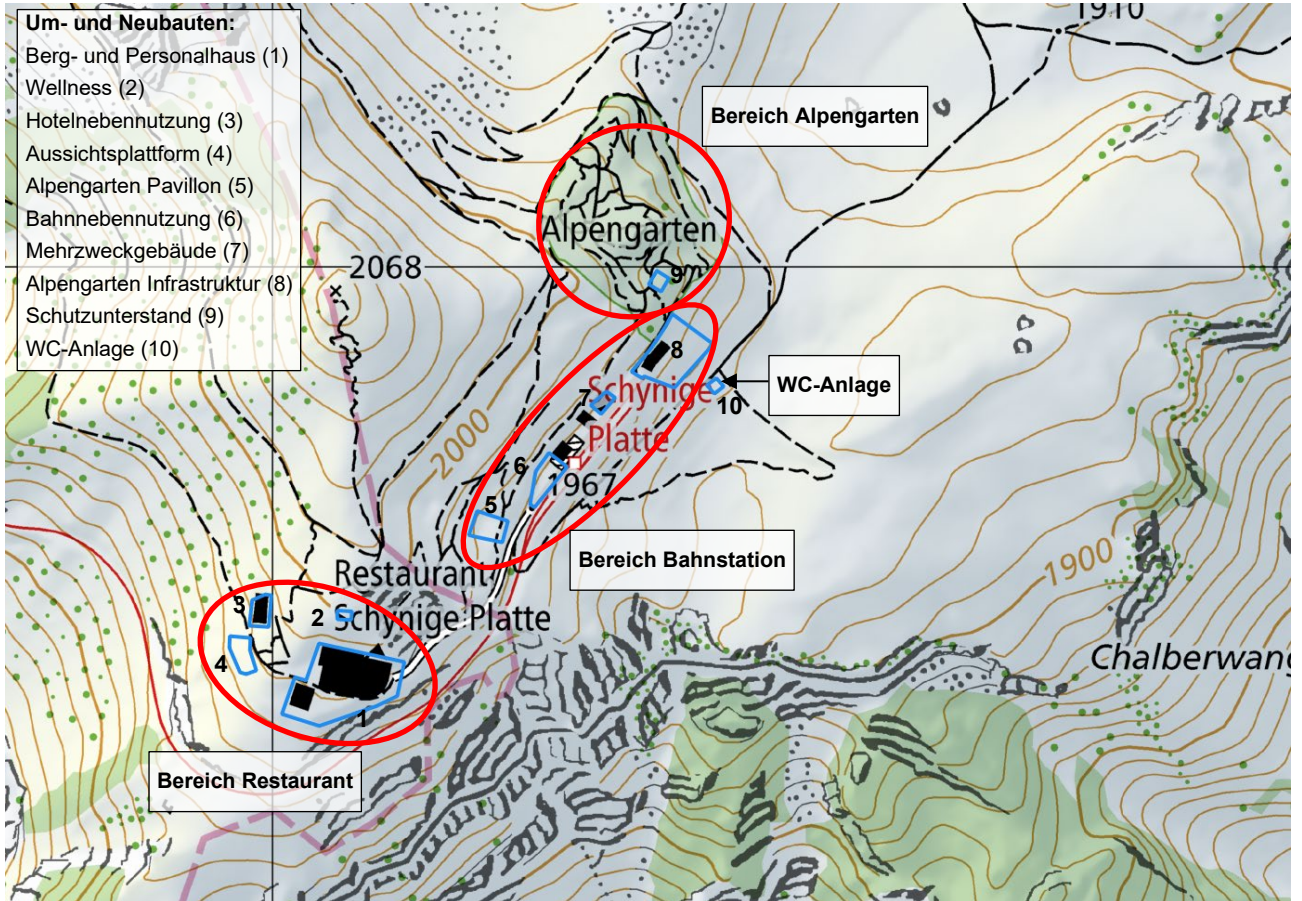 Um- und Neubauten:
Berg- und Personalhaus (1)
Wellness (2)
Hotelnebennutzung (3)
Aussichtsplattform (4)
Alpengarten Pavillon (5)
Bahnnebennutzung (6)
Mehrzweckgebäude (7)
Alpengarten Infrastruktur (8)
Schutzunterstand (9)
WC-Anlage (10)
1910
Bereich Alpengarten
Alpengarten
2068
9
8
WC-Anlage
Schynige
7
10
Platte
2000
6
1967
5
Bereich Bahnstation
1900
Restaurant
3
2
Schynige Platte
4
Chalberwang
1
Bereich Restaurant